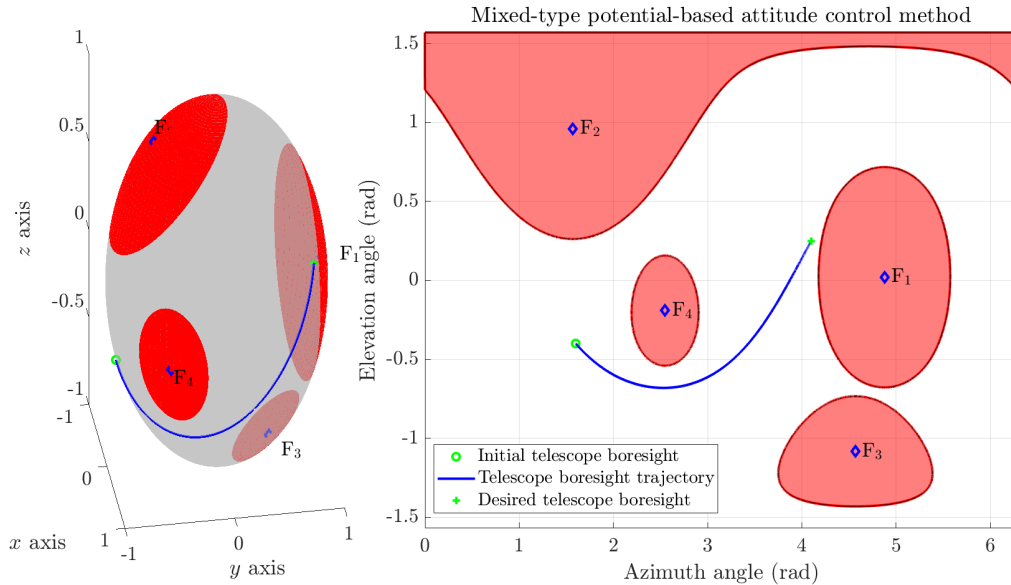 Mixed-type potential-based attitude control method
1
0.5
0
-0.5
-1
z axis
-1
0
1
x axis
-1
0
1
y axis
F
F1
F4
F3
1.5
1
0.5
0
-0.5
-1
-1.5
Elevation angle (rad)
F2
F4
F1
F3
Initial telescope boresight
Telescope boresight trajectory
Desired telescope boresight
0
1
2
3
4
5
6
Azimuth angle (rad)